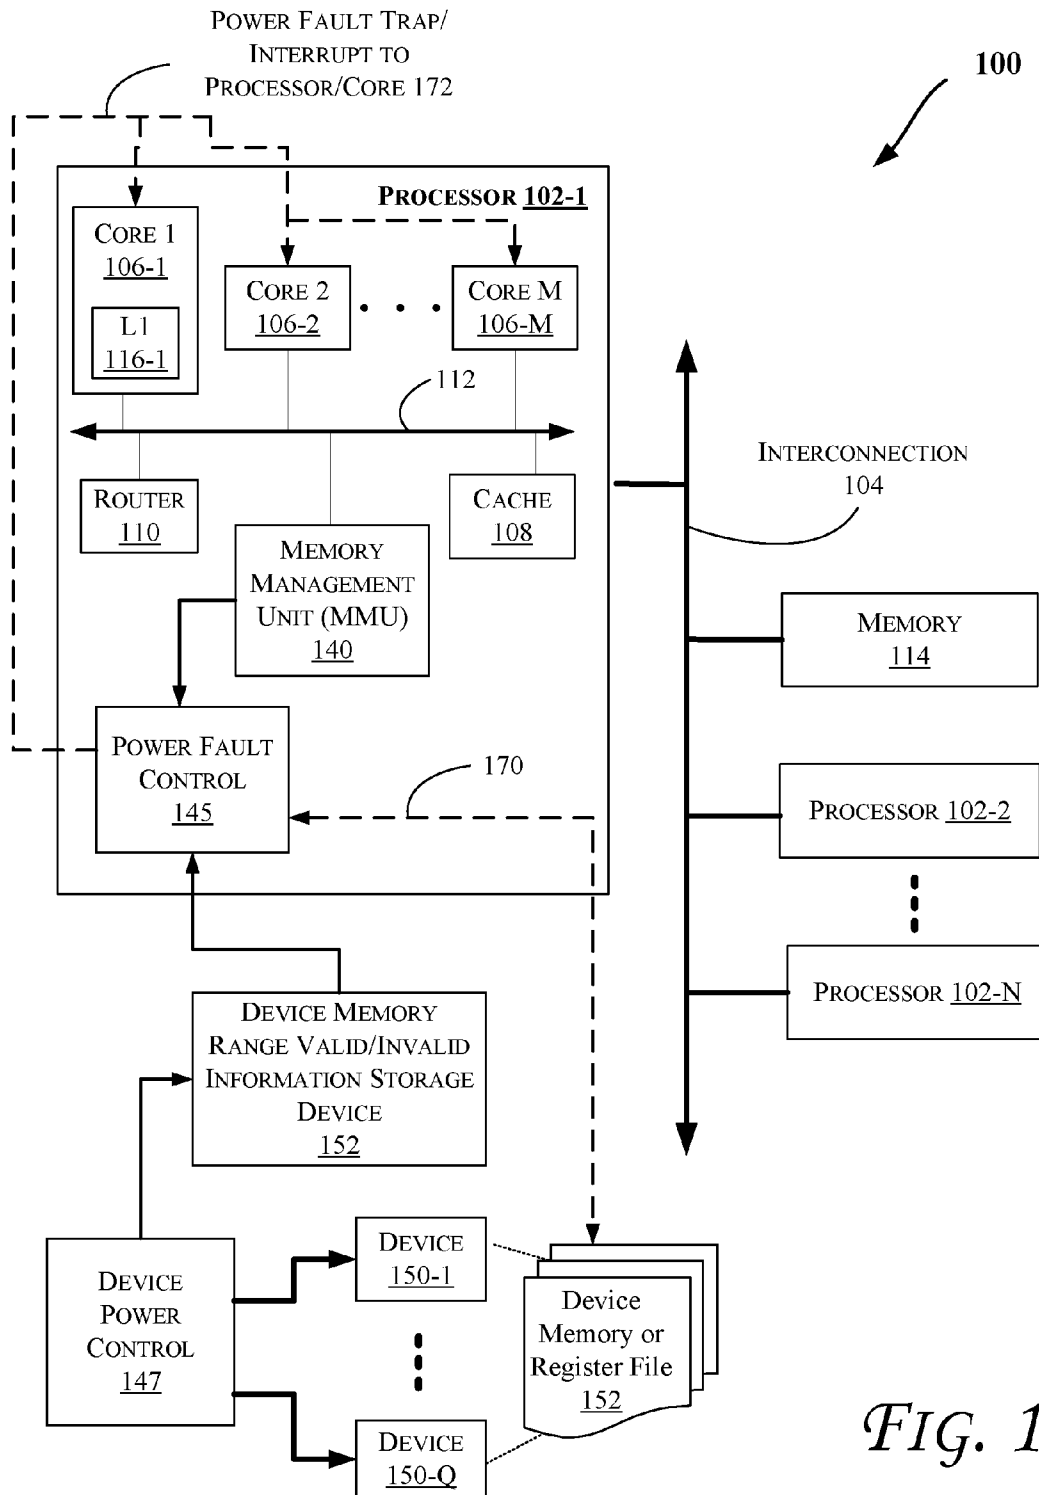 POWER FAULT TRAP/
INTERRUPT TO
PROCESSOR/CORE 172
100
PROCESSOR 102-1
CORE 1
106-1
L1
116-1
CORE 2
106-2
CORE M
106-M
112
ROUTER
110
CACHE
108
MEMORY
MANAGEMENT
UNIT (MMU)
140
POWER FAULT
CONTROL
145
170
INTERCONNECTION
104
MEMORY
114
PROCESSOR 102-2
PROCESSOR 102-N
DEVICE MEMORY
RANGE VALID/INVALID
INFORMATION STORAGE
DEVICE
152
DEVICE
POWER
CONTROL
147
DEVICE
150-1
DEVICE
150-Q
Device
Memory or
Register File
152
FIG. 1